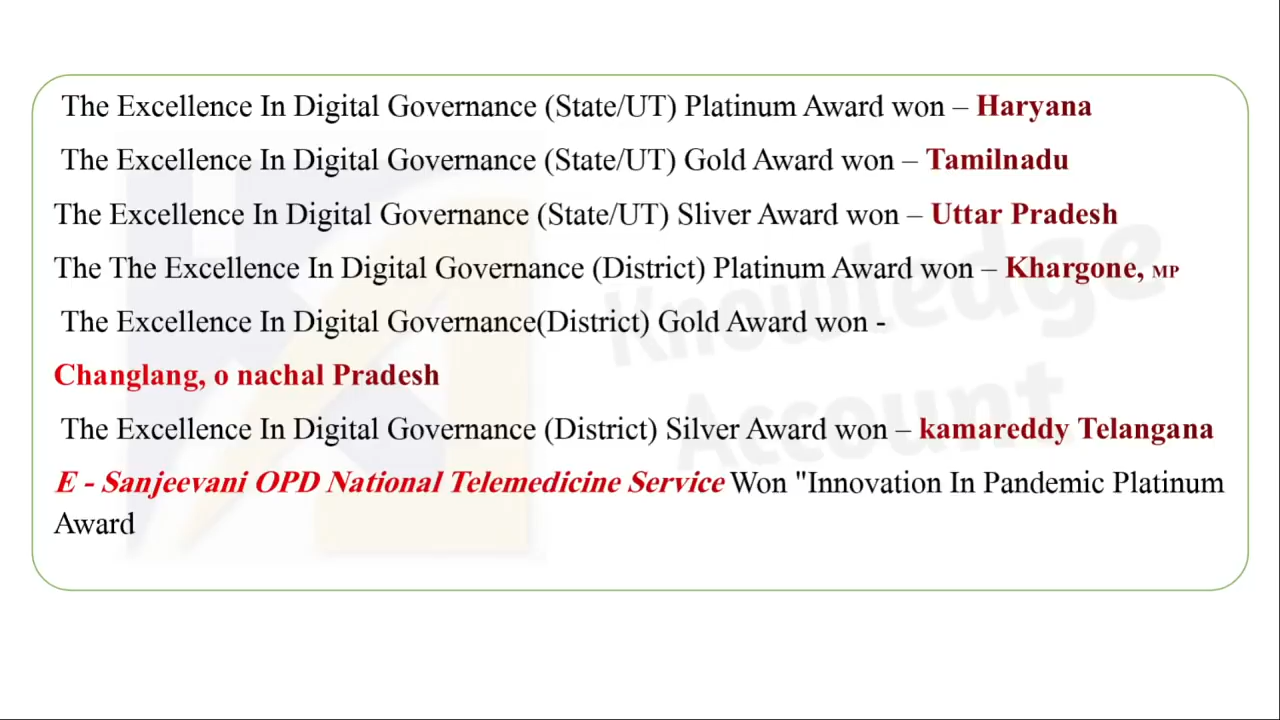 The Excellence In Digital Governance (State/UT) Platinum Award won – Haryana
The Excellence In Digital Governance (State/UT) Gold Award won – Tamilnadu
The Excellence In Digital Governance (State/UT) Sliver Award won – Uttar Pradesh
The The Excellence In Digital Governance (District) Platinum Award won – Khargone, MP
The Excellence In Digital Governance(District) Gold Award won -
Changlang, o nachal Pradesh
The Excellence In Digital Governance (District) Silver Award won – kamareddy Telangana
E - Sanjeevani OPD National Telemedicine Service Won "Innovation In Pandemic Platinum
Award
Knowledge
Account